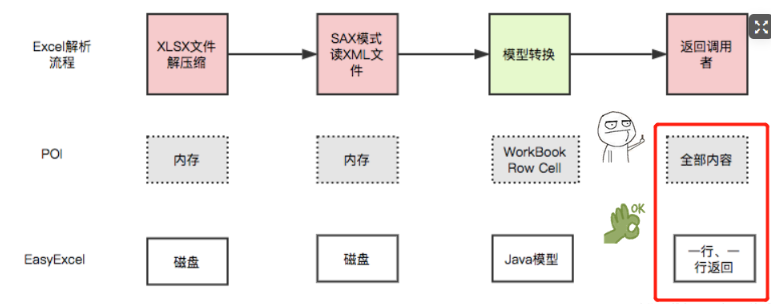 Excel解析
流程
XLSX文件
解压缩
SAX模式
读XML文
件
模型转换
返回调用
者
POI
内存
内存
WorkBook
Row Cell
全部内容
OK
EasyExcel
磁盘
磁盘
Java模型
一行、一
行返回